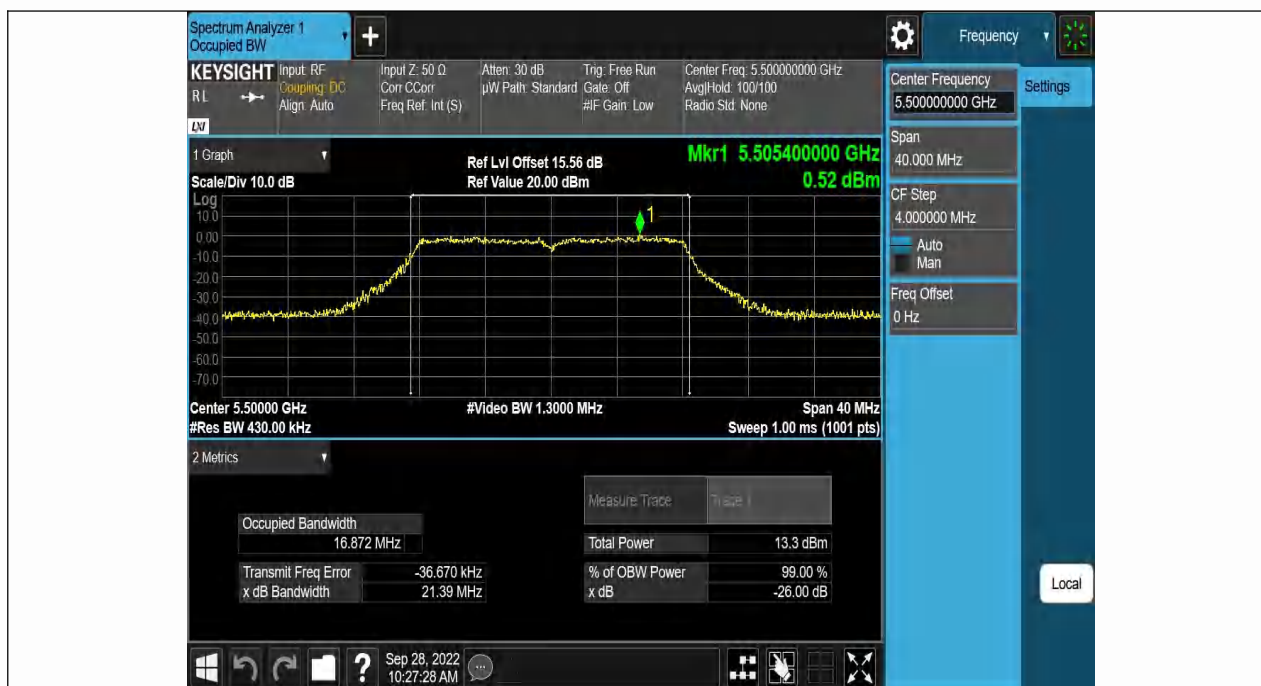 Spectrum Analyzer 1
Occupied BW
+
Frequency
KEYSIGHT
RL
LXI
Input: RF
Coupling: DC
Align: Auto
Input Z: 50 Ω
Corr CCorr
Freq Ref: Int (S)
Atten: 30 dB
µW Path: Standard
Trig: Free Run
Gate: Off
#IF Gain: Low
Center Freq: 5.500000000 GHz
Avg|Hold: 100/100
Radio Std: None
Center Frequency
5.500000000 GHz
Settings
Span
40.000 MHz
CF Step
4.000000 MHz
Auto
Man
Freq Offset
0 Hz
Local
1 Graph
Scale/Div 10.0 dB
Ref Lvl Offset 15.56 dB
Ref Value 20.00 dBm
Mkr1 5.505400000 GHz
0.52 dBm
Log
10.0
0.00
-10.0
-20.0
-30.0
-40.0
-50.0
-60.0
-70.0
1
Center 5.50000 GHz
#Res BW 430.00 kHz
#Video BW 1.3000 MHz
Span 40 MHz
Sweep 1.00 ms (1001 pts)
2 Metrics
Measure Trace Trace 1
Occupied Bandwidth
16.872 MHz
Total Power 13.3 dBm
Transmit Freq Error -36.670 kHz
% of OBW Power 99.00 %
x dB Bandwidth 21.39 MHz
x dB -26.00 dB
?
Sep 28, 2022
10:27:28 AM